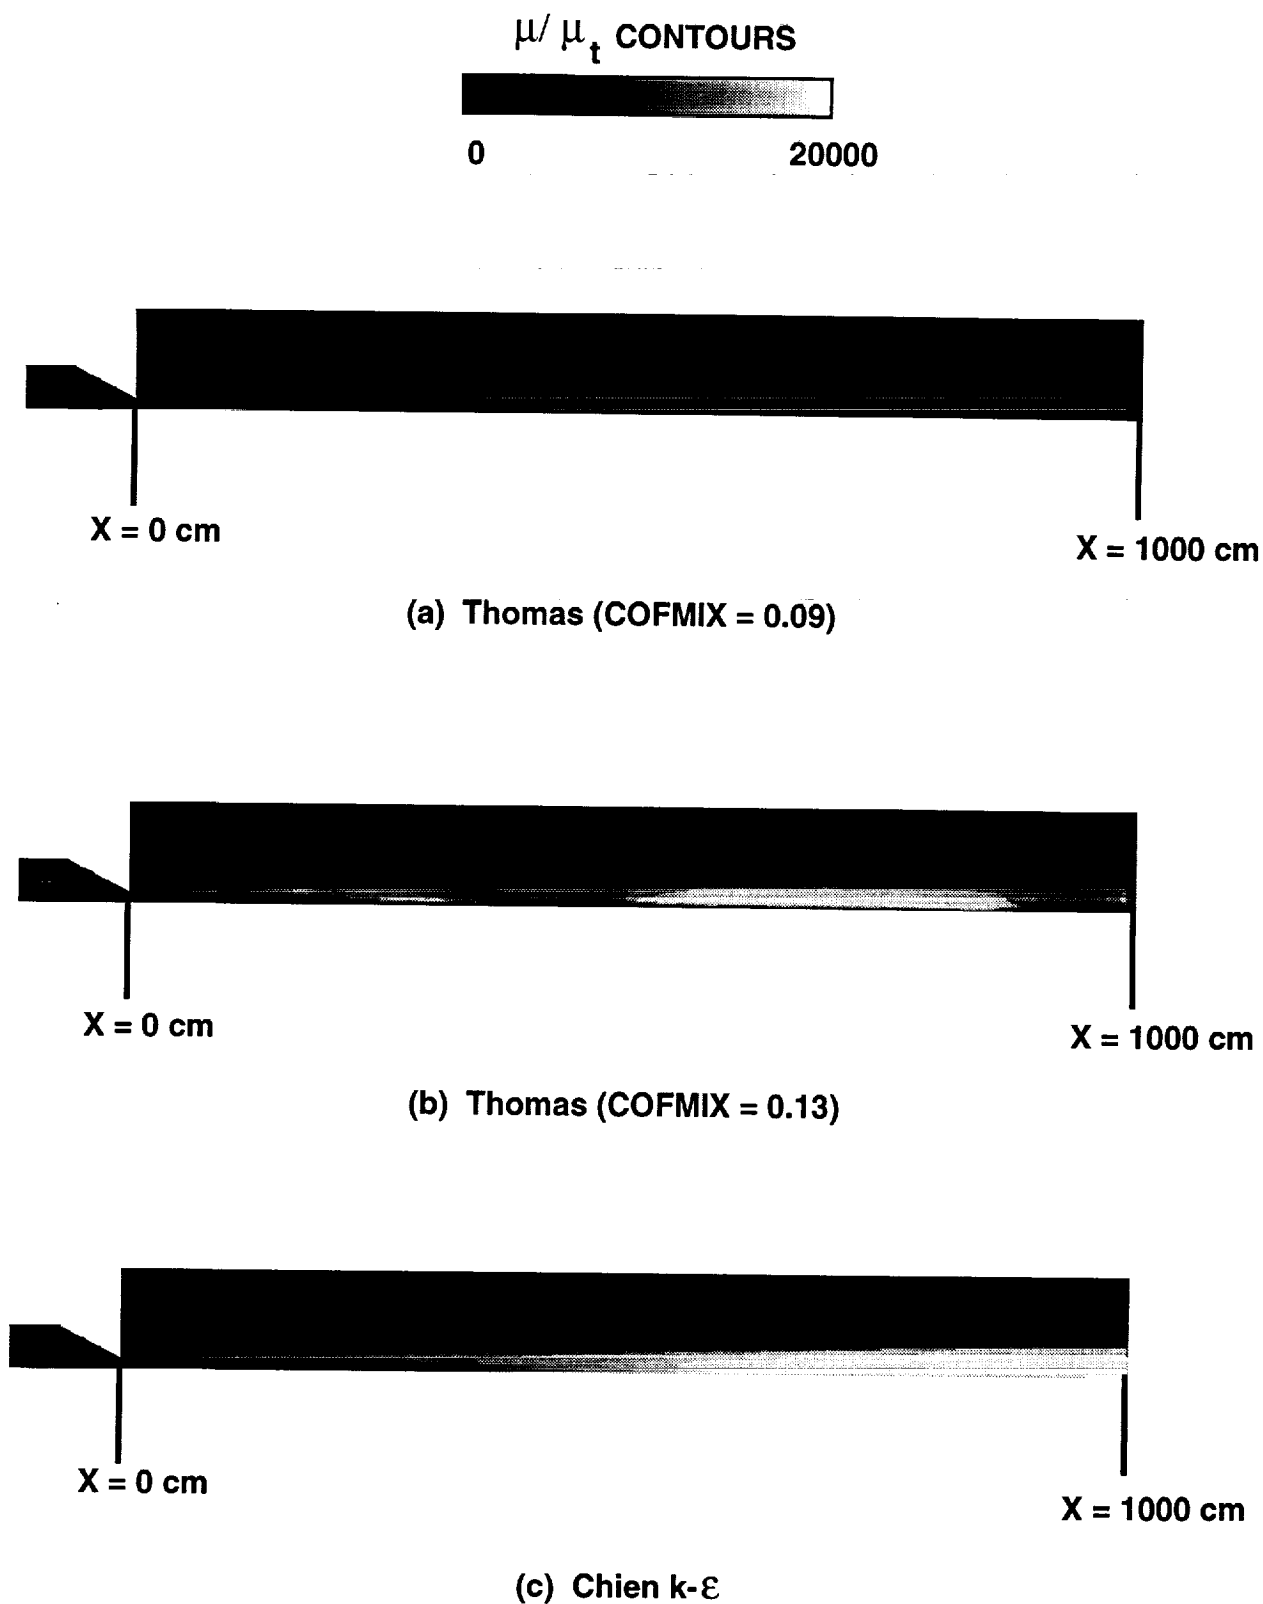 μ/μt CONTOURS
0 20000
X = 0 cm
X = 1000 cm
(a) Thomas (COFMIX = 0.09)
X = 0 cm
X = 1000 cm
(b) Thomas (COFMIX = 0.13)
X = 0 cm
X = 1000 cm
(c) Chien k-ε